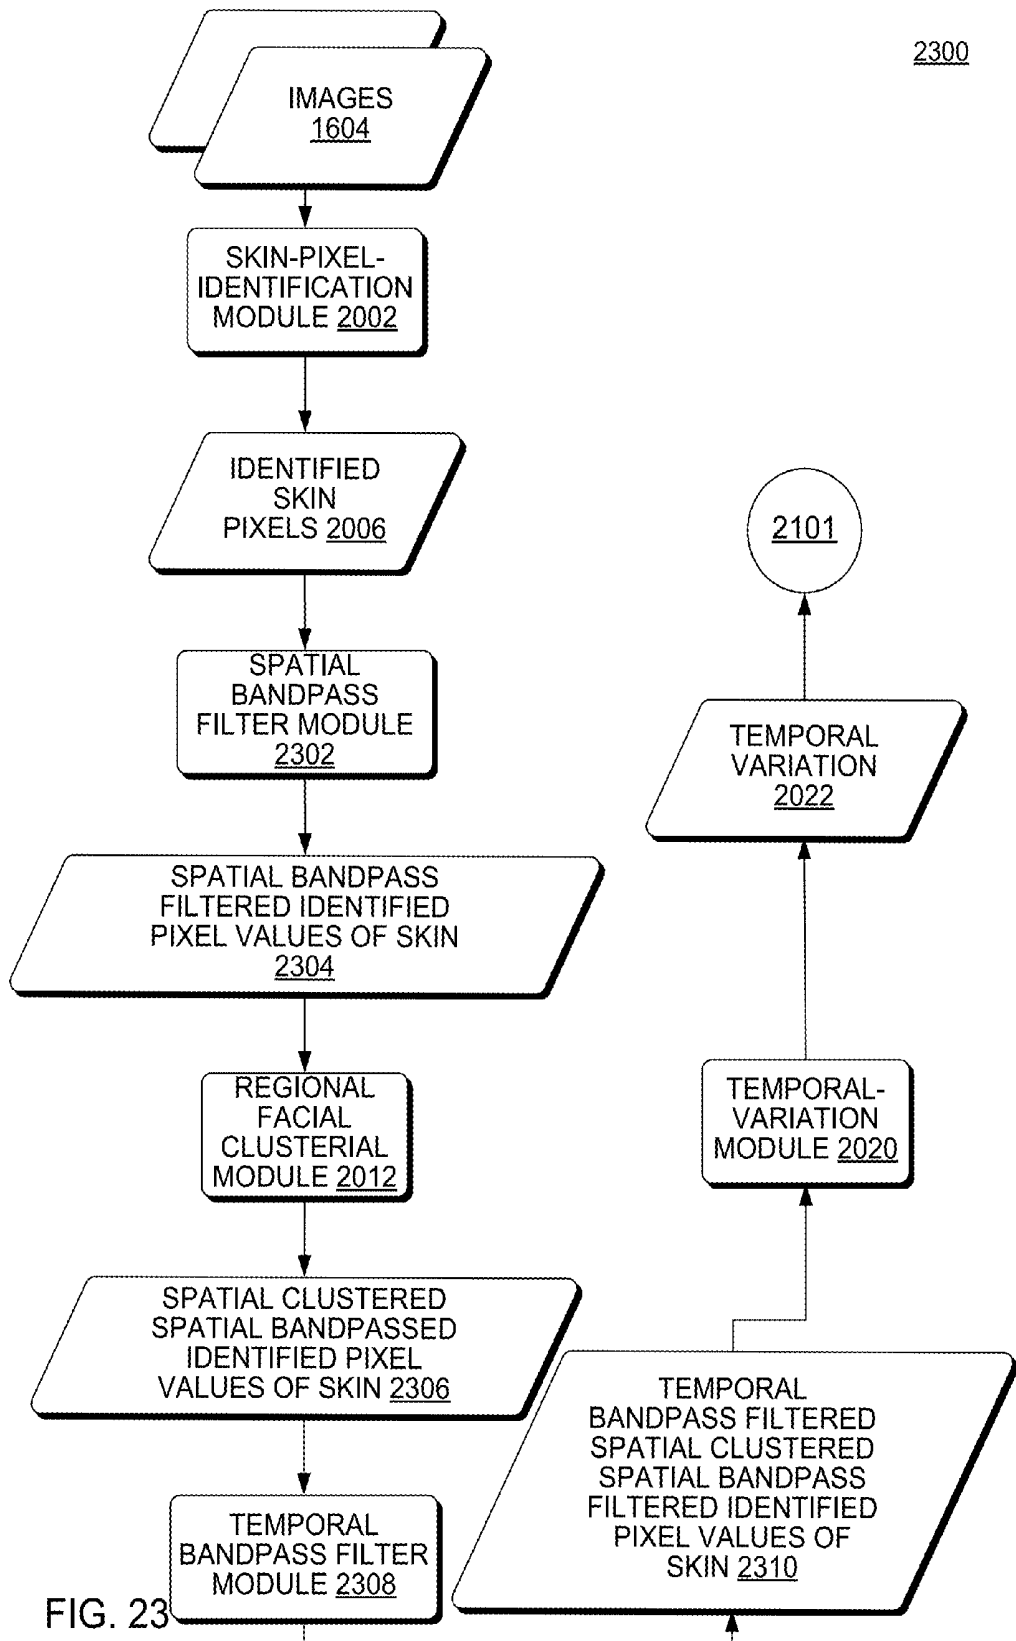 2300
IMAGES
1604
SKIN-PIXEL-
IDENTIFICATION
MODULE 2002
IDENTIFIED
SKIN
PIXELS 2006
SPATIAL
BANDPASS
FILTER MODULE
2302
SPATIAL BANDPASS
FILTERED IDENTIFIED
PIXEL VALUES OF SKIN
2304
REGIONAL
FACIAL
CLUSTERIAL
MODULE 2012
SPATIAL CLUSTERED
SPATIAL BANDPASSED
IDENTIFIED PIXEL
VALUES OF SKIN 2306
TEMPORAL
BANDPASS FILTER
MODULE 2308
TEMPORAL
BANDPASS FILTERED
SPATIAL CLUSTERED
SPATIAL BANDPASS
FILTERED IDENTIFIED
PIXEL VALUES OF
SKIN 2310
TEMPORAL-
VARIATION
MODULE 2020
TEMPORAL
VARIATION
2022
2101
FIG. 23